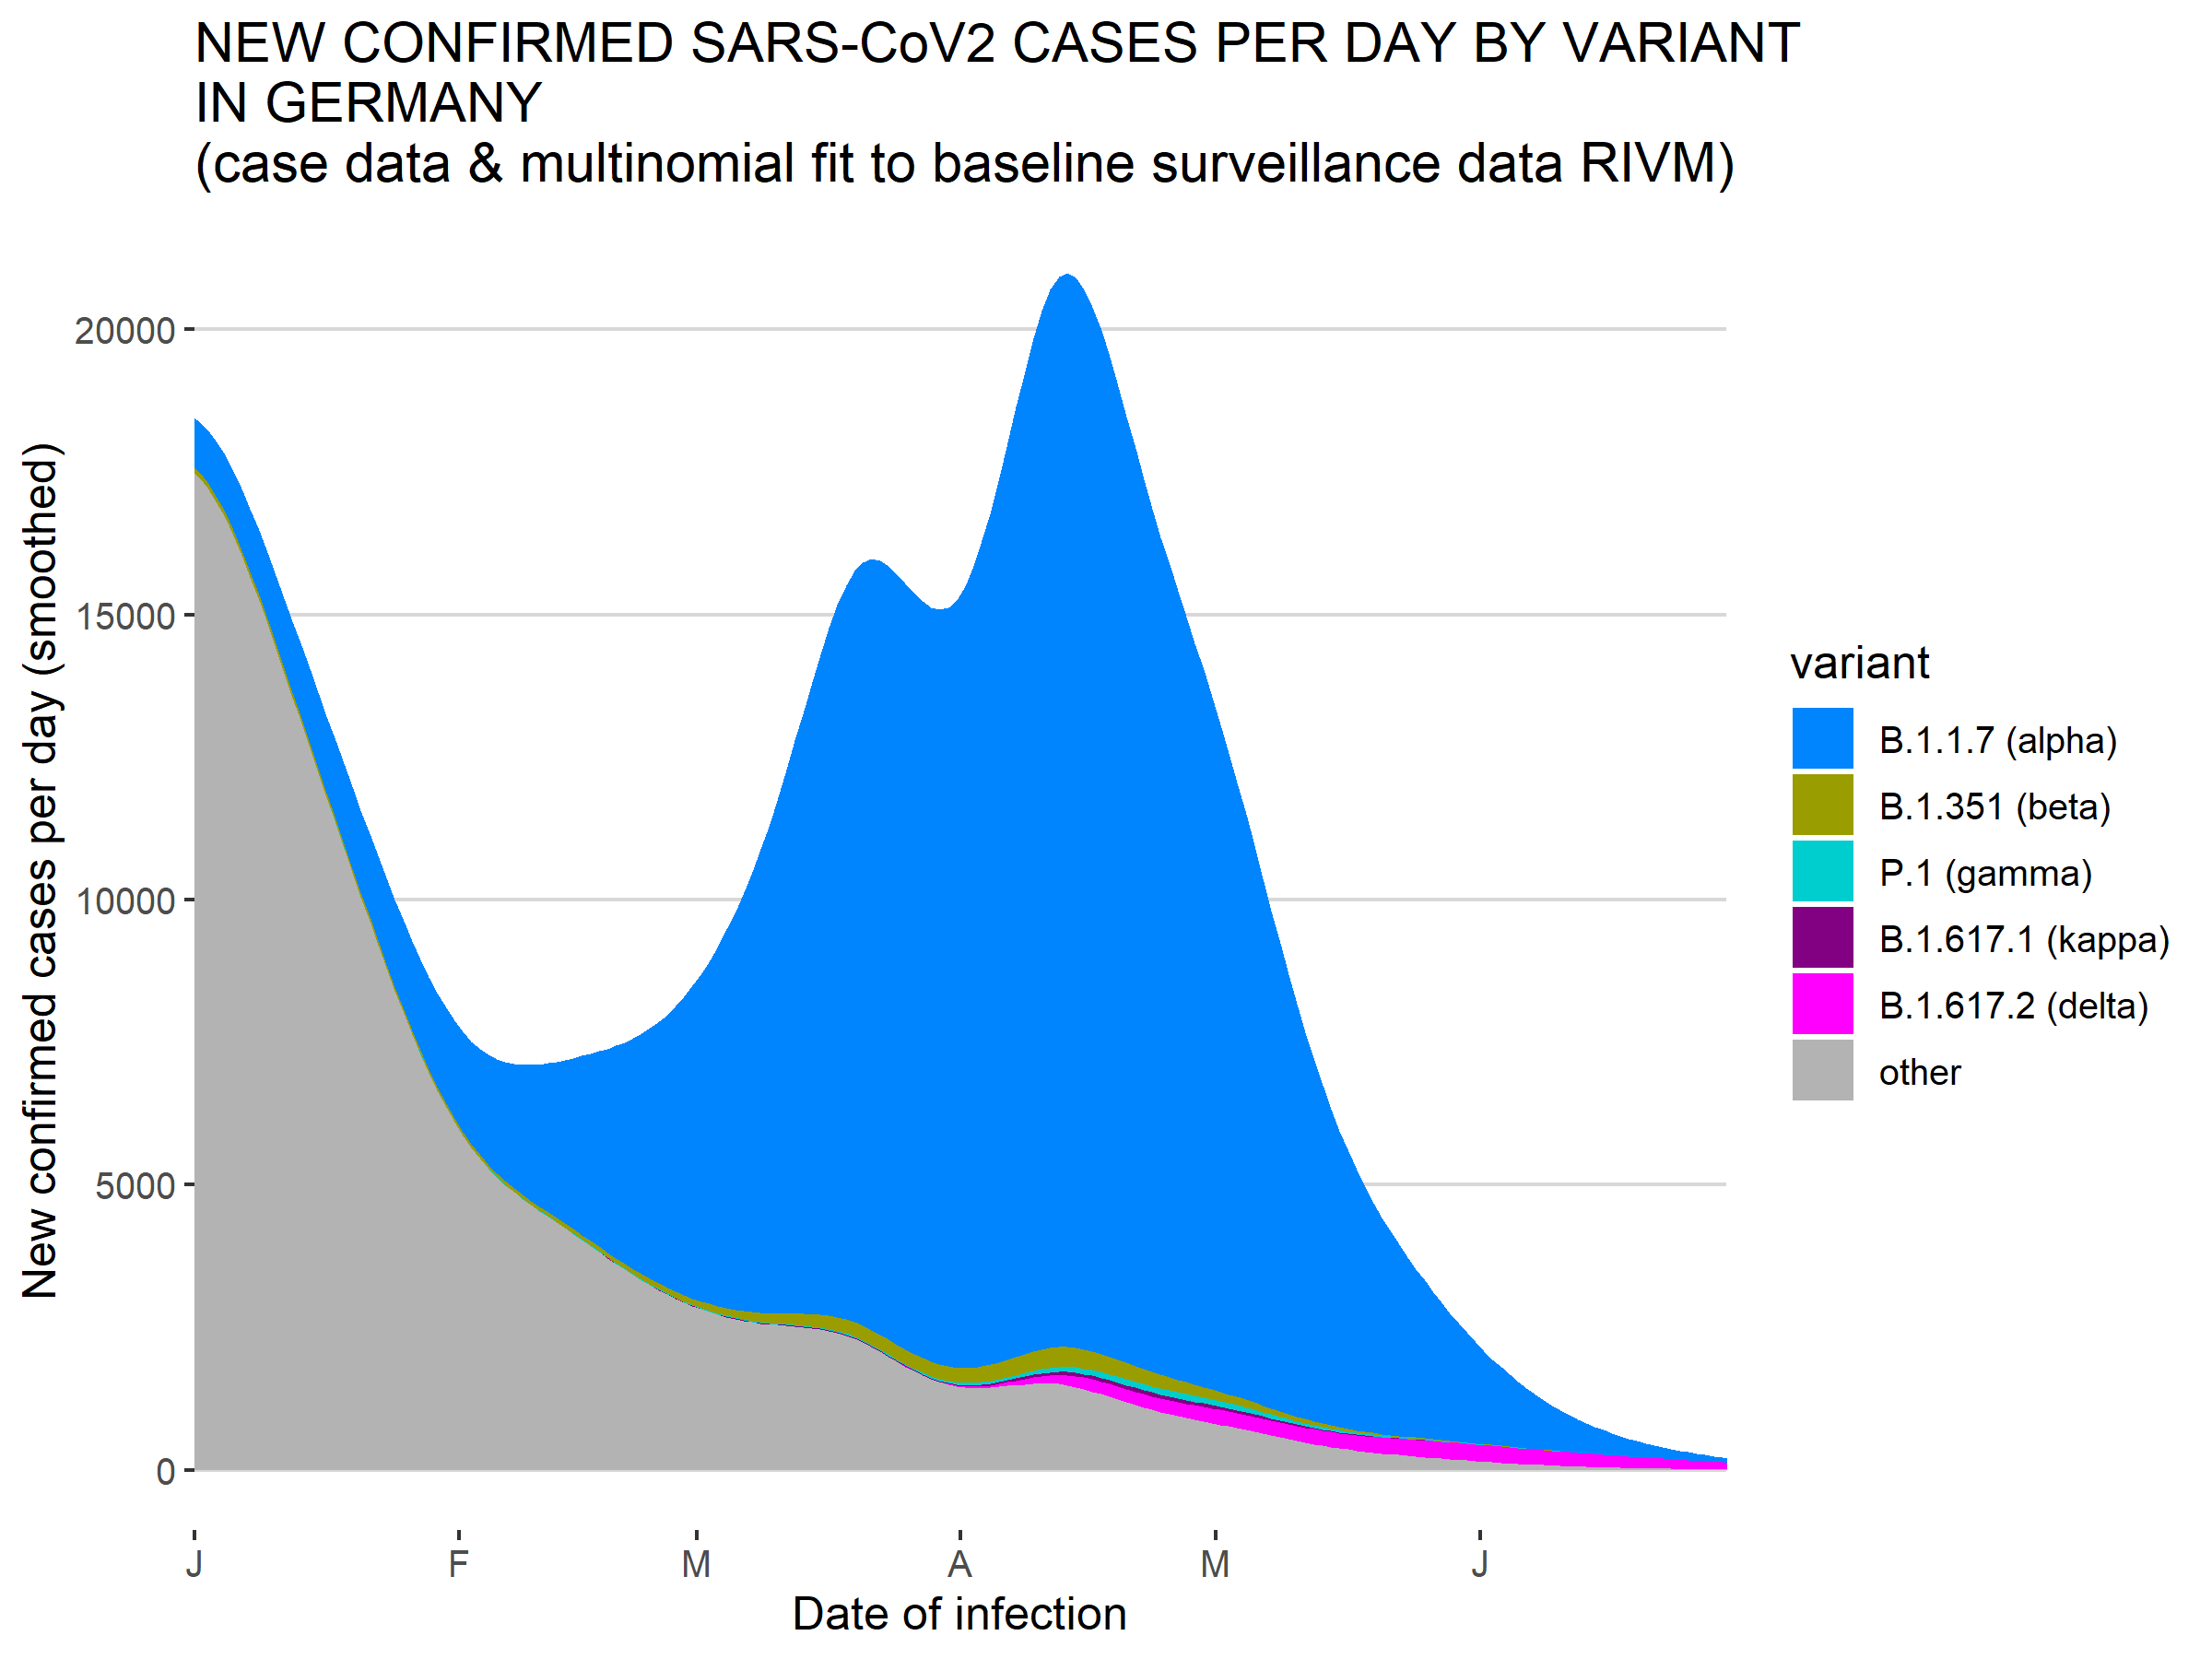 NEW CONFIRMED SARS-CoV2 CASES PER DAY BY VARIANT
IN GERMANY
(case data & multinomial fit to baseline surveillance data RIVM)
New confirmed cases per day (smoothed)
20000
15000
10000
5000
0
J F M A M J
Date of infection
variant
B.1.1.7 (alpha)
B.1.351 (beta)
P.1 (gamma)
B.1.617.1 (kappa)
B.1.617.2 (delta)
other